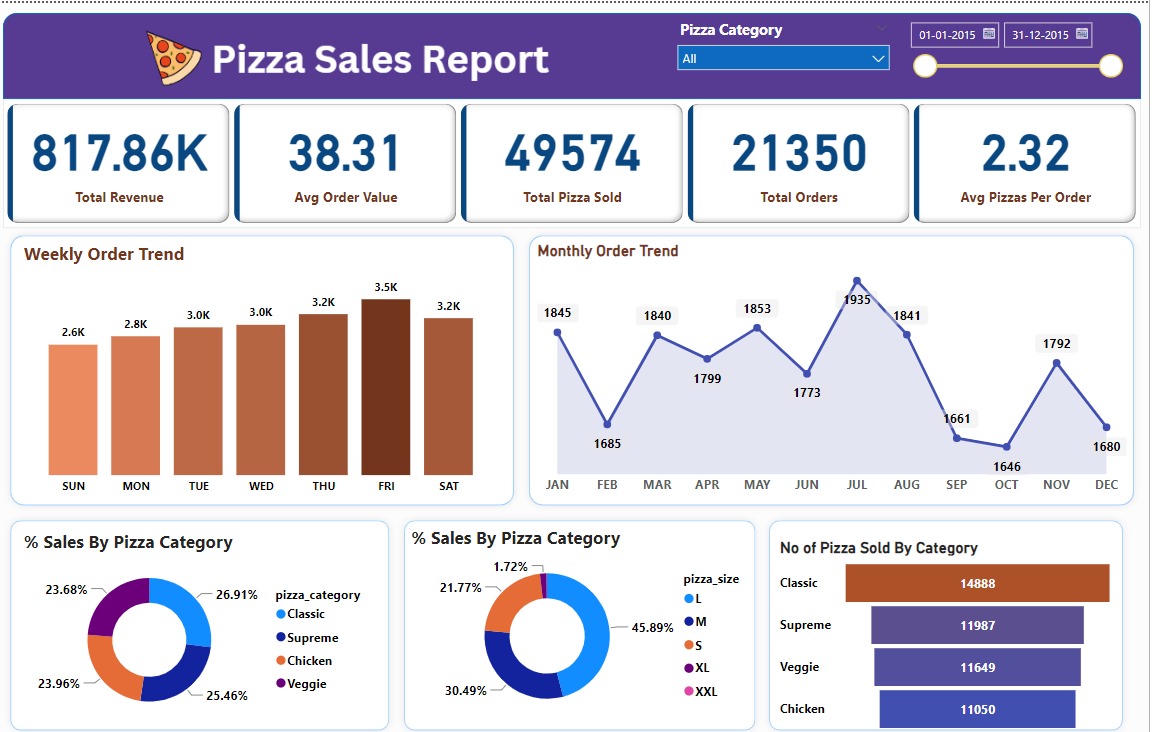 Pizza Sales Report
Pizza Category
All
01-01-2015
31-12-2015
817.86K
Total Revenue
38.31
Avg Order Value
49574
Total Pizza Sold
21350
Total Orders
2.32
Avg Pizzas Per Order
Weekly Order Trend
2.6K
2.8K
3.0K
3.0K
3.2K
3.5K
3.2K
SUN MON TUE WED THU FRI SAT
Monthly Order Trend
1845
1685
1840
1799
1853
1773
1935
1841
1661
1646
1792
1680
JAN FEB MAR APR MAY JUN JUL AUG SEP OCT NOV DEC
% Sales By Pizza Category
23.68%
26.91%
23.96%
25.46%
pizza_category
Classic
Supreme
Chicken
Veggie
% Sales By Pizza Category
1.72%
21.77%
45.89%
30.49%
pizza_size
L
M
S
XL
XXL
No of Pizza Sold By Category
Classic 14888
Supreme 11987
Veggie 11649
Chicken 11050